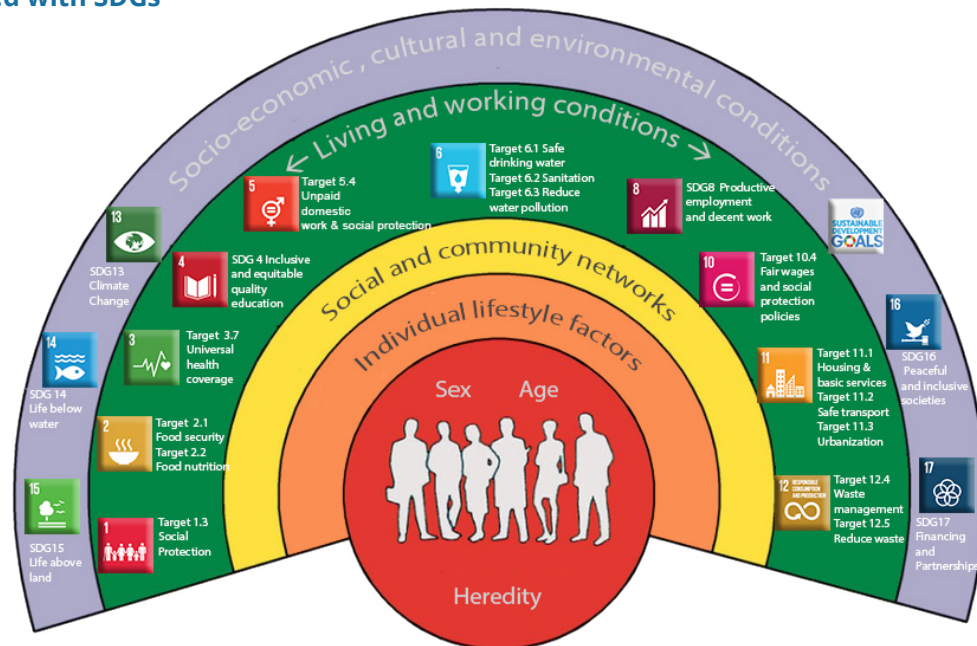 ed with SDGs
Socio-economic , cultural and environmental conditions
← Living and working conditions →
6
Target 6.1 Safe
drinking water
Target 6.2 Sanitation
Target 6.3 Reduce
water pollution
5
Target 5.4
Unpaid
domestic
work & social protection
8
SDG8 Productive
employment
and decent work
13
SDG13
Climate
Change
SUSTAINABLE
DEVELOPMENT
GOALS
4
SDG 4 Inclusive
and equitable
quality
education
10
Target 10.4
Fair wages
and social
protection
policies
Social and community networks
Individual lifestyle factors
14
SDG 14
Life below
water
3
Target 3.7
Universal
health
coverage
16
SDG16
Peaceful
and inclusive
societies
11
Target 11.1
Housing &
basic services
Target 11.2
Safe transport
Target 11.3
Urbanization
Sex Age
2
Target 2.1
Food security
Target 2.2
Food nutrition
15
SDG15
Life above
land
1
Target 1.3
Social
Protection
12 RESPONSIBLE
CONSUMPTION
AND PRODUCTION
Target 12.4
Waste
management
Target 12.5
Reduce waste
17
SDG17
Financing
and
Partnerships
Heredity